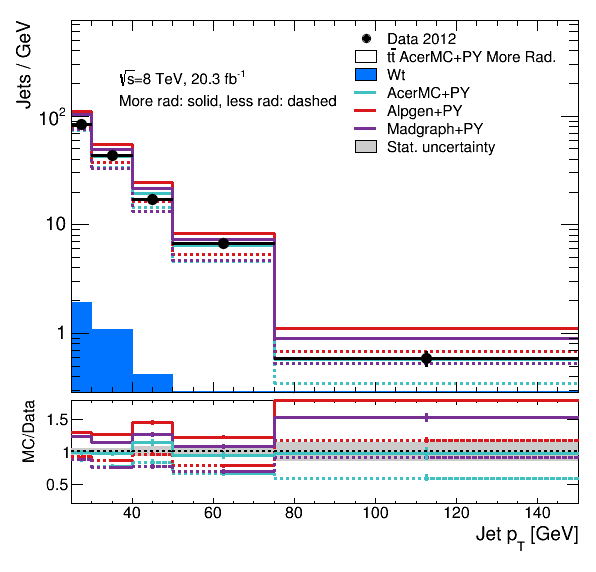 Jets / GeV
Data 2012
tt̄ AcerMC+PY More Rad.
Wt
AcerMC+PY
Alpgen+PY
Madgraph+PY
Stat. uncertainty
√s=8 TeV, 20.3 fb⁻¹
More rad: solid, less rad: dashed
10²
10
1
MC/Data
1.5
1
0.5
40 60 80 100 120 140
Jet p_T [GeV]